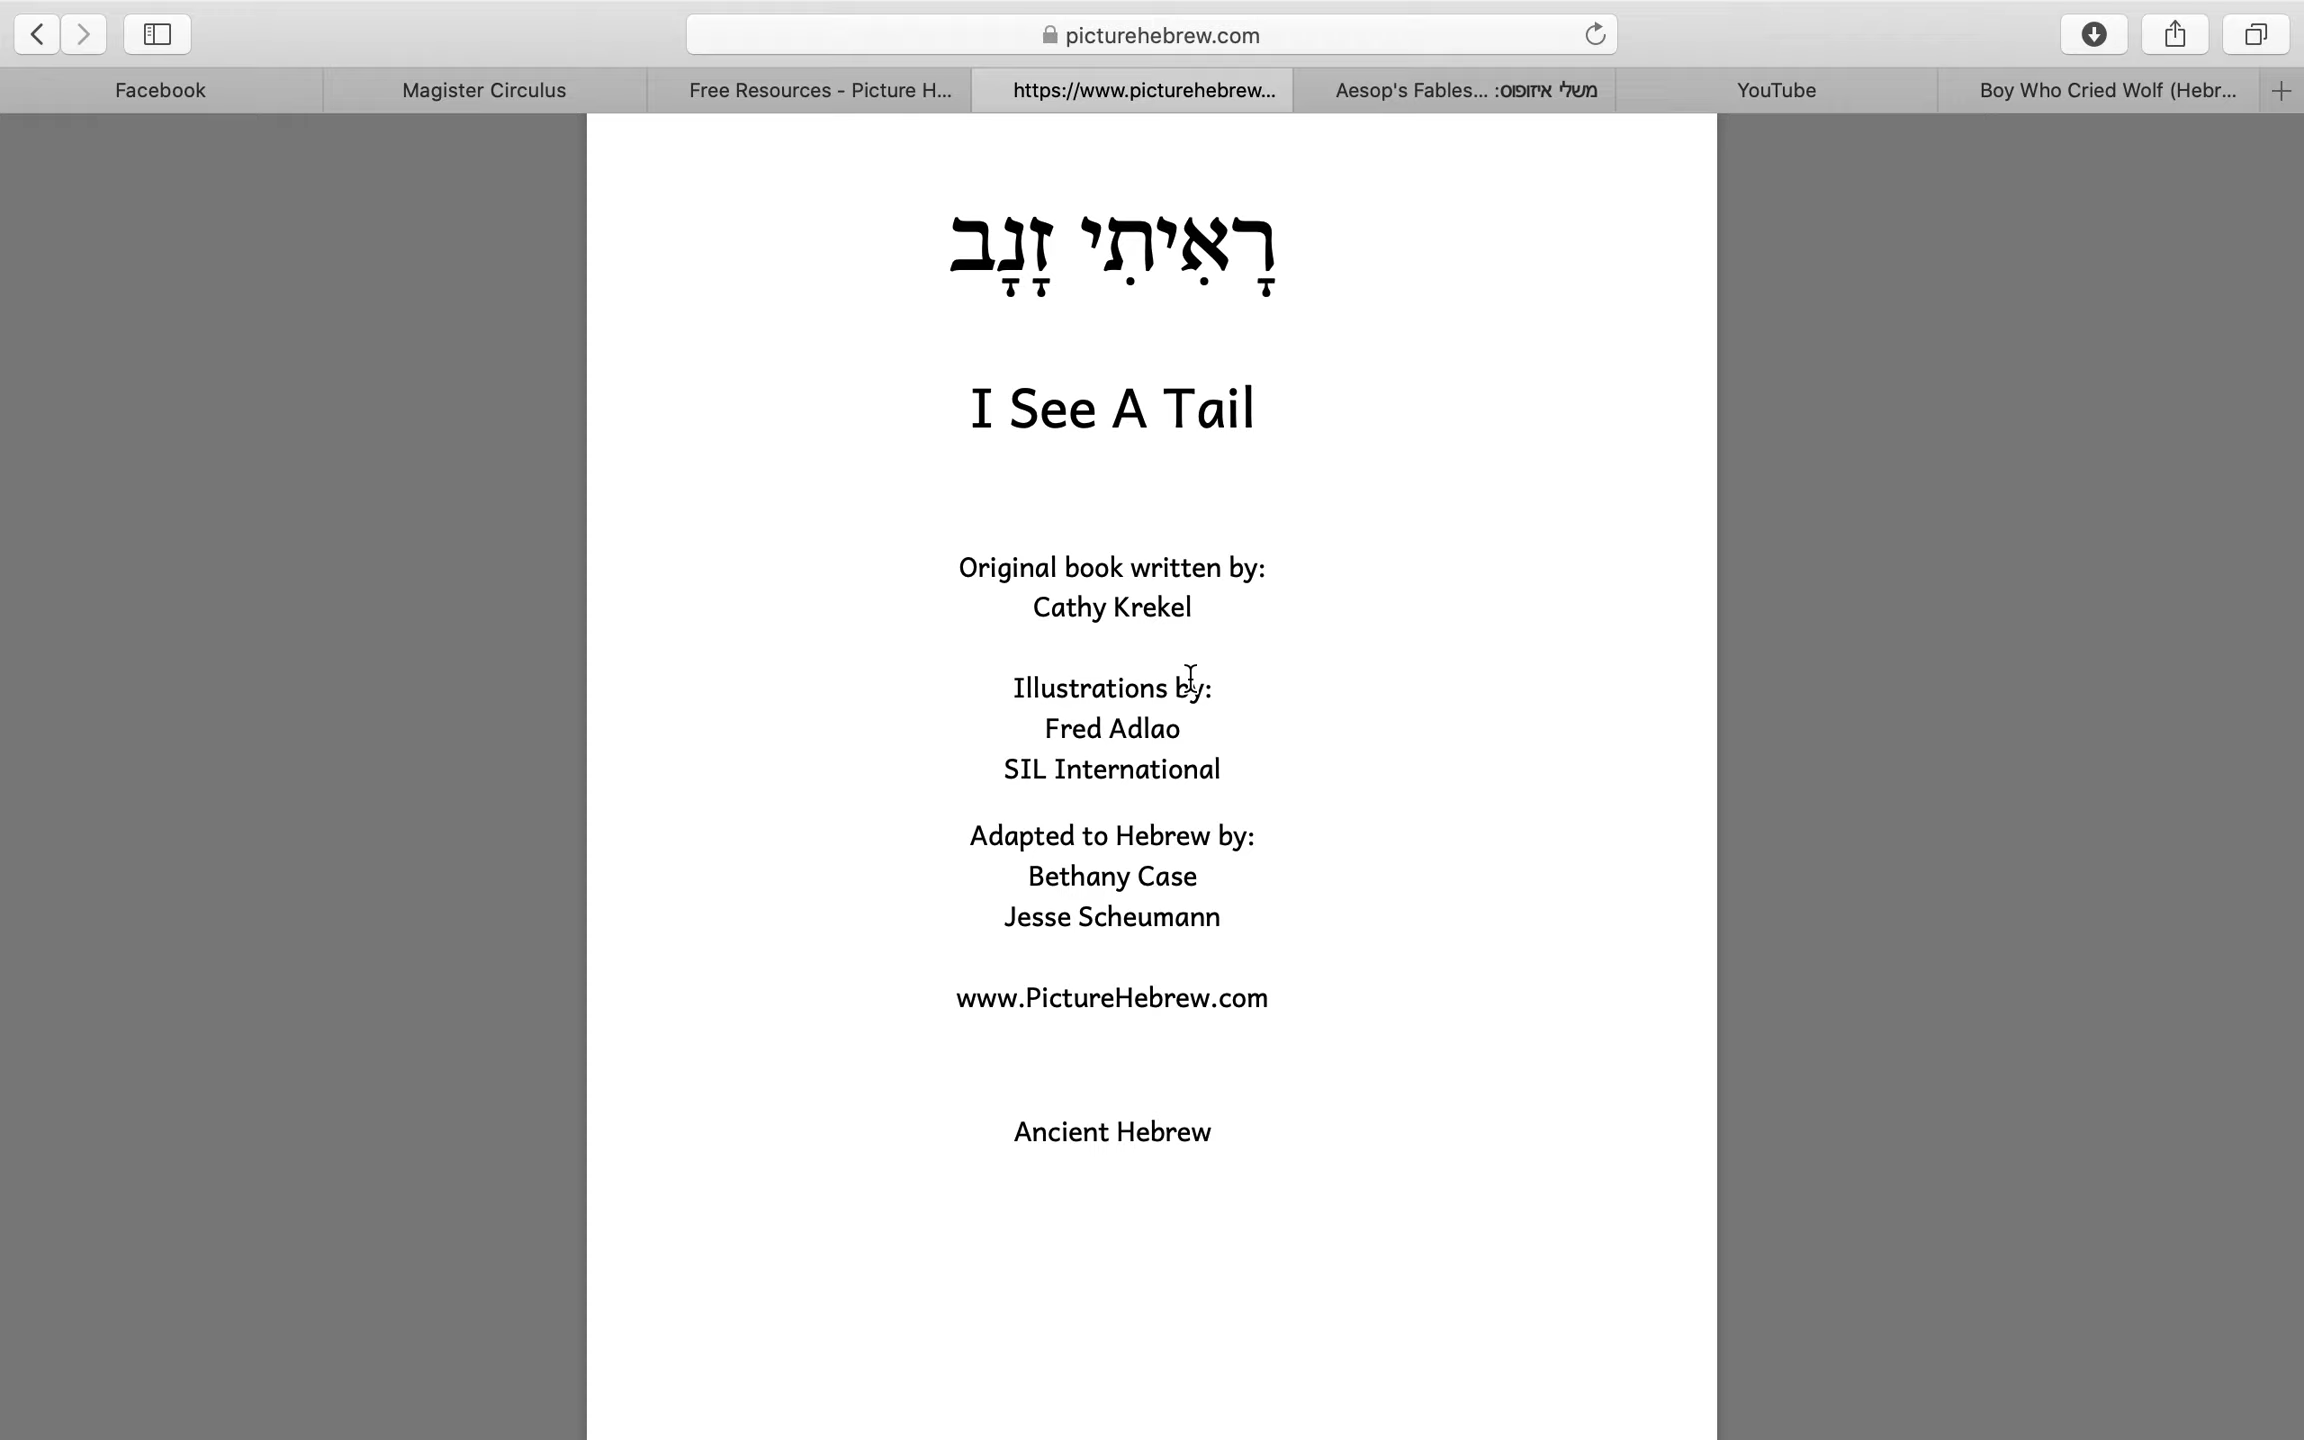 picturehebrew.com
Facebook
Magister Circulus
Free Resources - Picture H...
https://www.picturehebrew...
Aesop's Fables... :משלי איזופוס
YouTube
Boy Who Cried Wolf (Hebr...
רָאִיתִי זָנָב
I See A Tail
Original book written by:
Cathy Krekel
Illustrations by:
Fred Adlao
SIL International
Adapted to Hebrew by:
Bethany Case
Jesse Scheumann
www.PictureHebrew.com
Ancient Hebrew